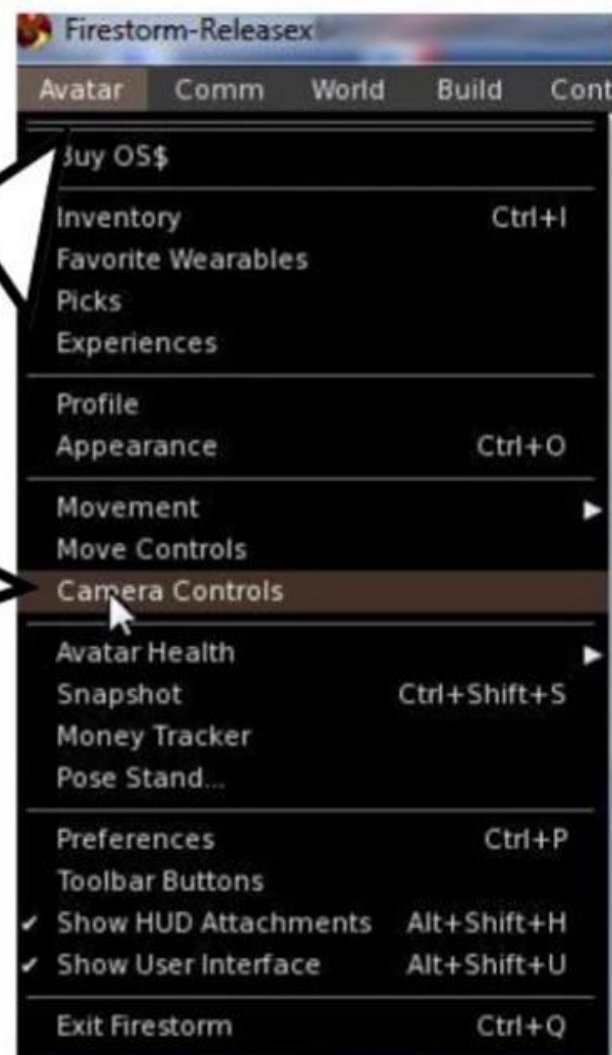 Firestorm-Releasex
Avatar Comm World Build Cont
Buy OS$
Inventory Ctrl+I
Favorite Wearables
Picks
Experiences
Profile
Appearance Ctrl+O
Movement ▶
Move Controls
Camera Controls
Avatar Health ▶
Snapshot Ctrl+Shift+S
Money Tracker
Pose Stand...
Preferences Ctrl+P
Toolbar Buttons
✔ Show HUD Attachments Alt+Shift+H
✔ Show User Interface Alt+Shift+U
Exit Firestorm Ctrl+Q